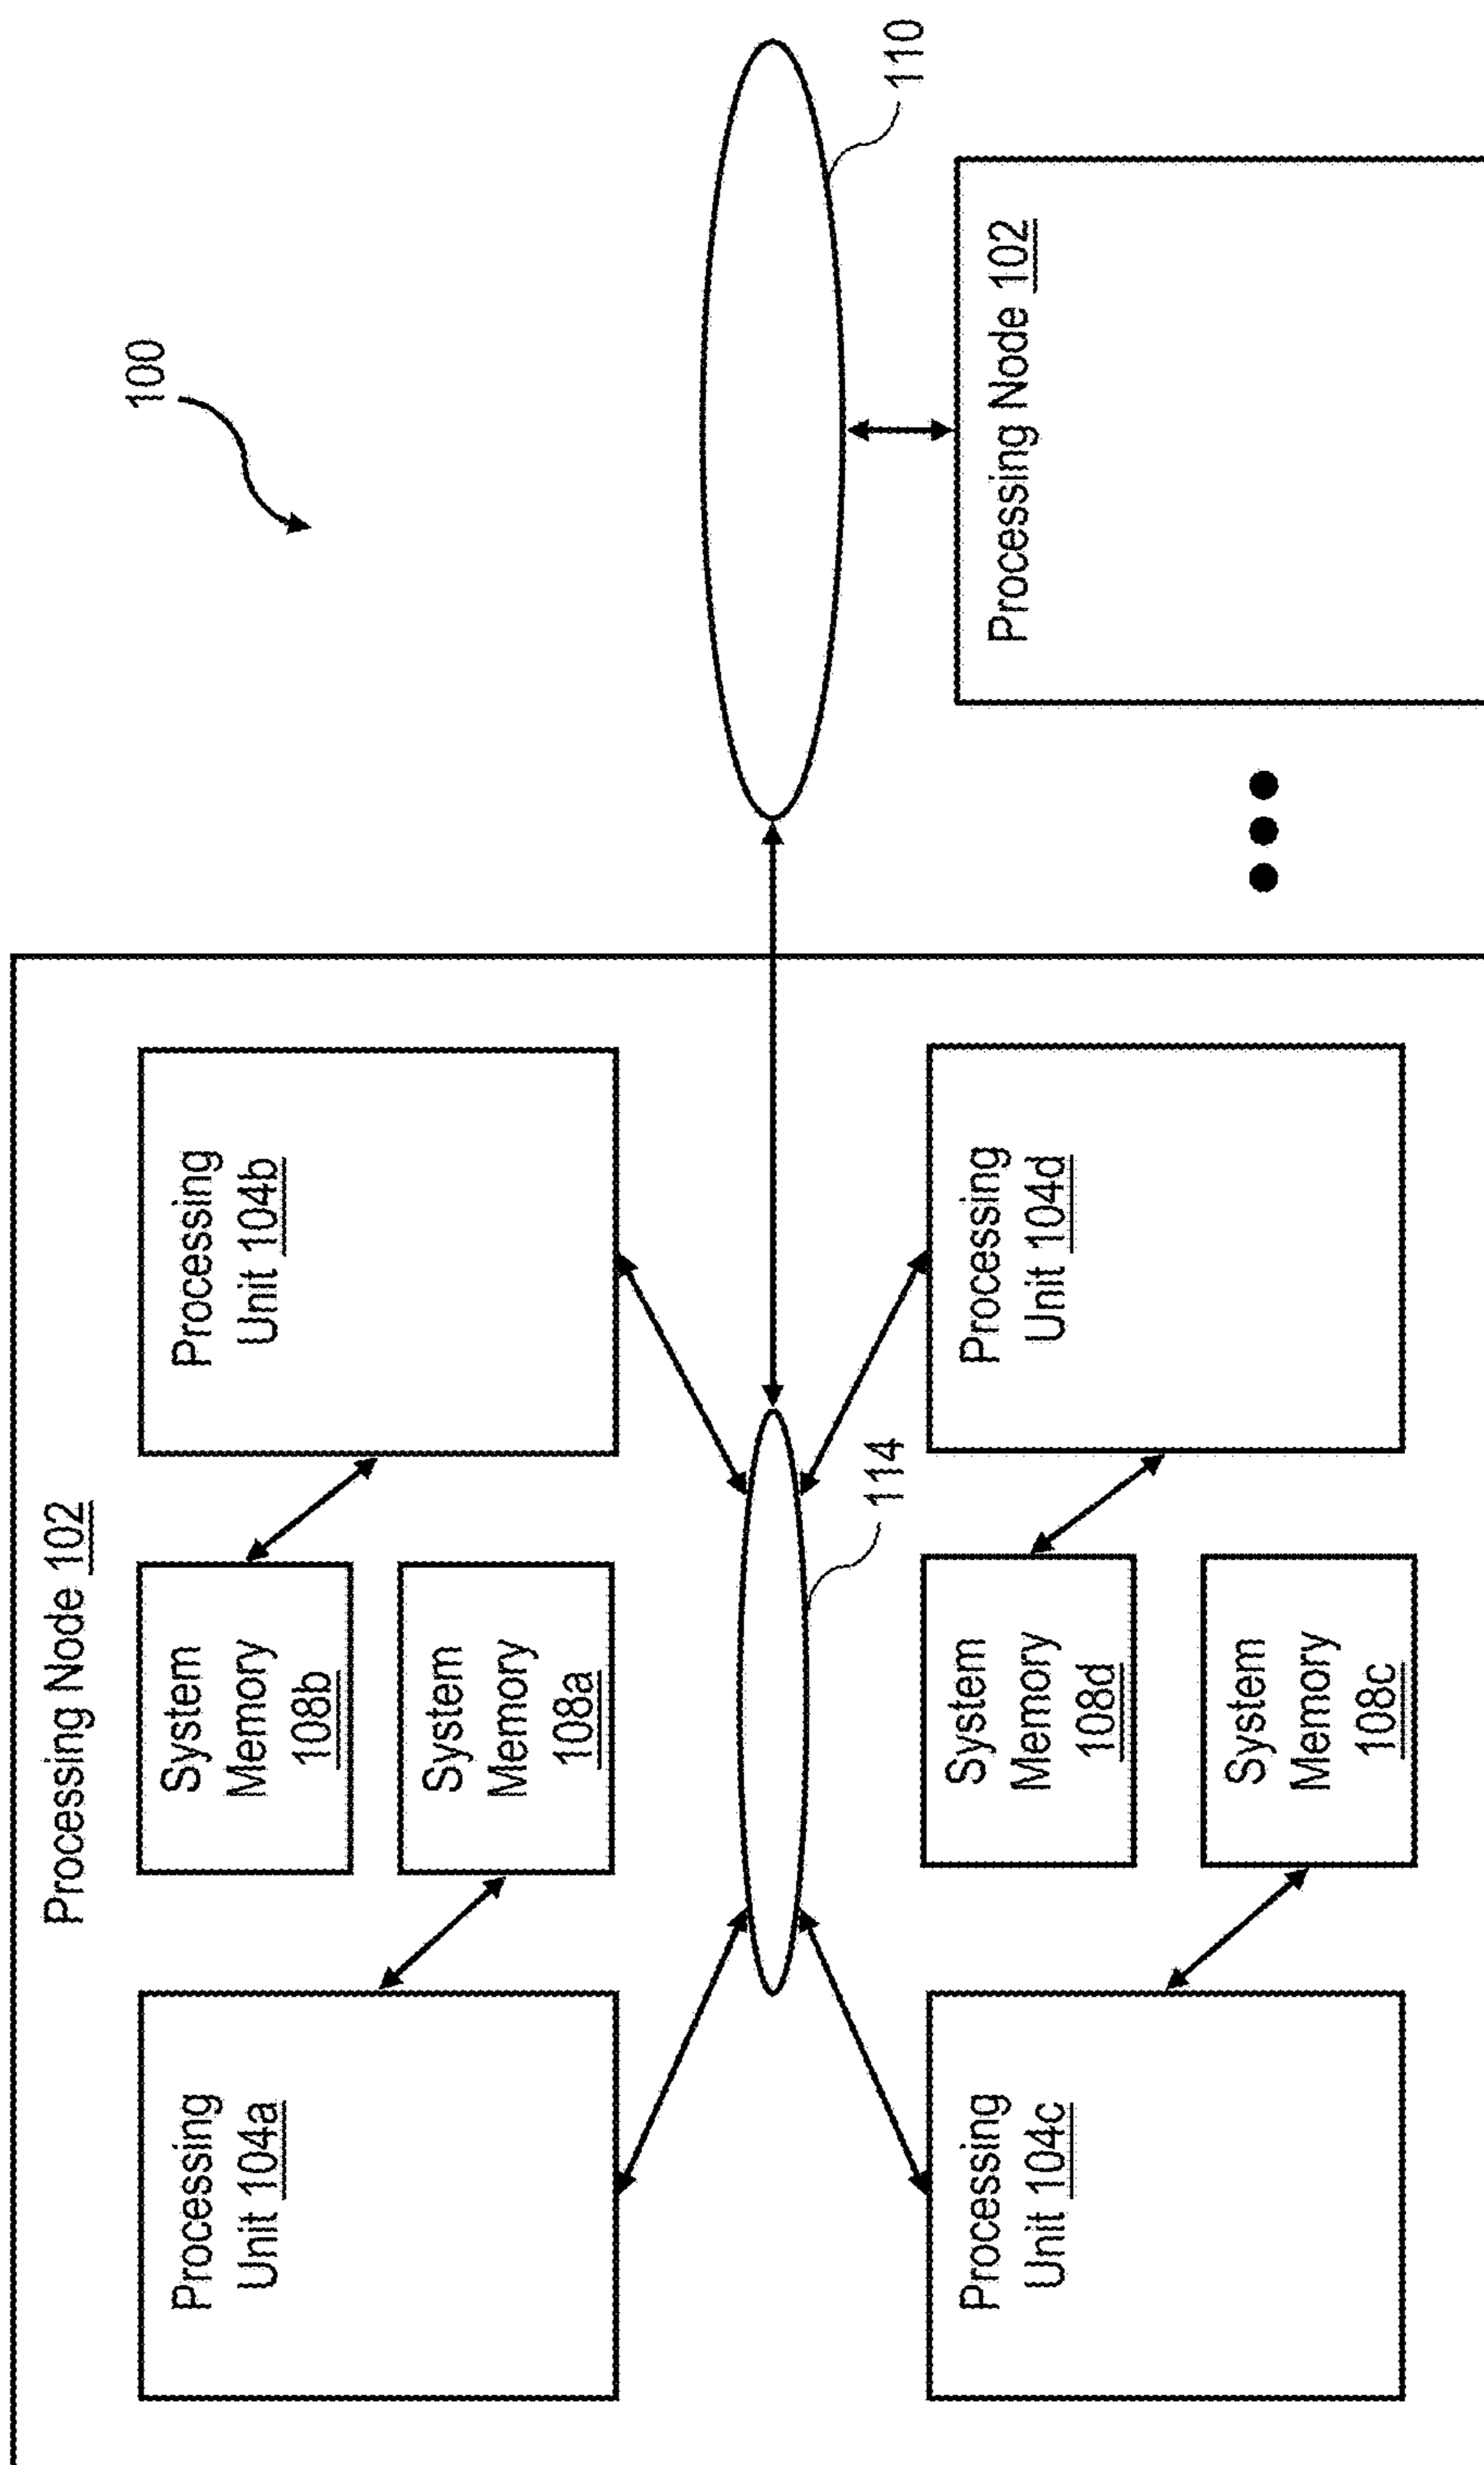 100
Processing Node 102
Processing
Unit 104a
System
Memory
108b
System
Memory
108a
Processing
Unit 104b
114
110
Processing
Unit 104c
System
Memory
108d
System
Memory
108c
Processing
Unit 104d
Processing Node 102